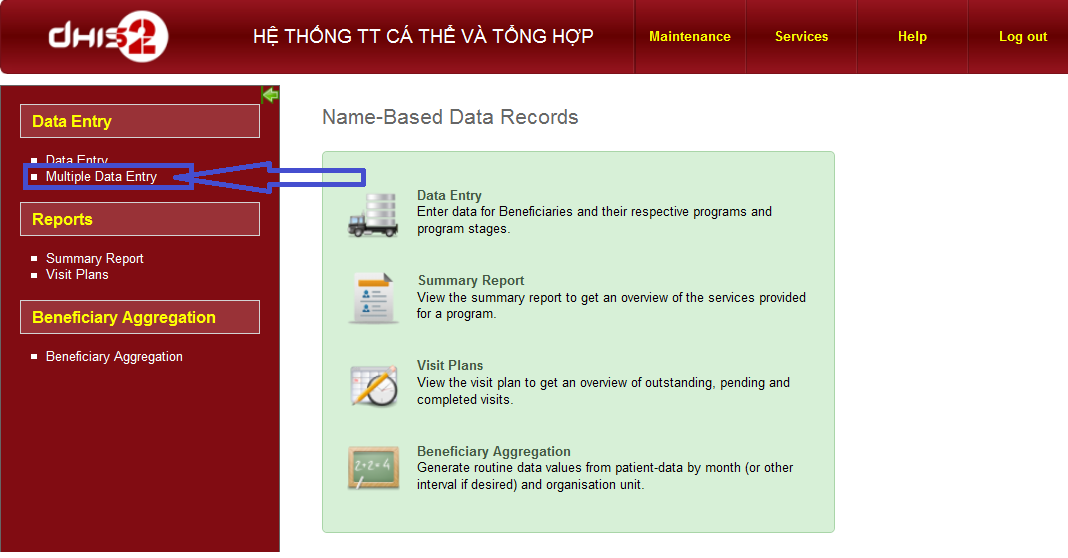 dHIS2
HỆ THỐNG TT CÁ THỂ VÀ TỔNG HỢP
Maintenance
Services
Help
Log out
Data Entry
Data Entry
Multiple Data Entry
Reports
Summary Report
Visit Plans
Beneficiary Aggregation
Beneficiary Aggregation
Name-Based Data Records
Data Entry
Enter data for Beneficiaries and their respective programs and
program stages.
Summary Report
View the summary report to get an overview of the services provided
for a program.
Visit Plans
View the visit plan to get an overview of outstanding, pending and
completed visits.
2+2=4
Beneficiary Aggregation
Generate routine data values from patient-data by month (or other
interval if desired) and organisation unit.